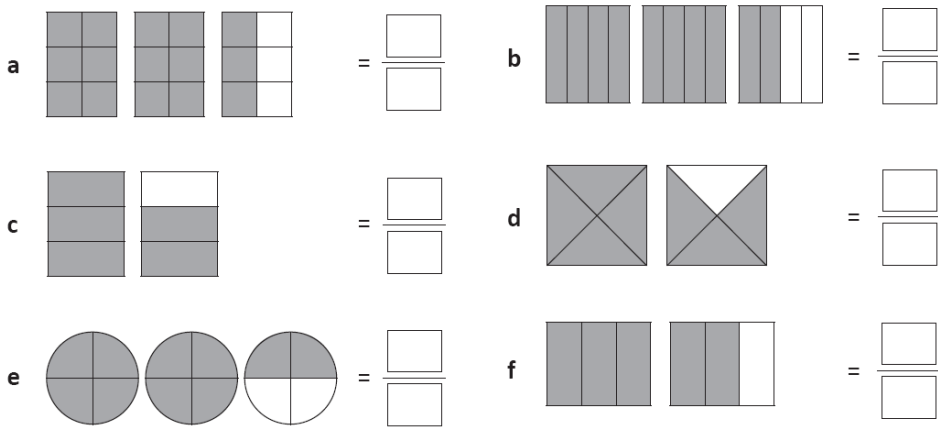 a =
b =
c =
d =
e =
f =